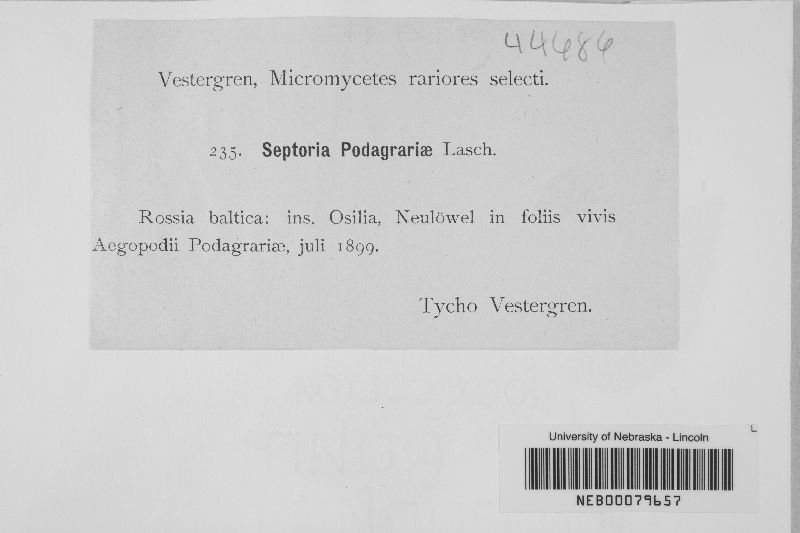 44686
Vestergren, Micromycetes rariores selecti.
235. Septoria Podagrariæ Lasch.
Rossia baltica: ins. Osilia, Neulöwel in foliis vivis
Aegopodii Podagrariæ, juli 1899.
Tycho Vestergren.
University of Nebraska - Lincoln
NEB00079657